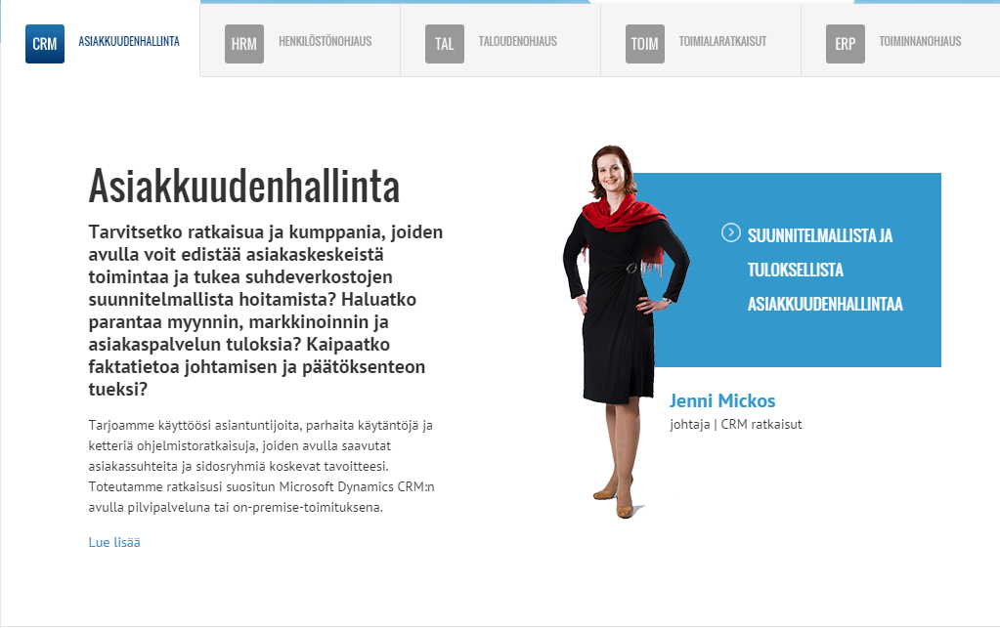 CRM ASIAKKUUDENHALLINTA HRM HENKILÖSTÖNOHJAUS TAL TALOUDENOHJAUS TOIM TOIMIALARATKAISUT ERP TOIMINNANOHJAUS
Asiakkuudenhallinta
Tarvitsetko ratkaisua ja kumppania, joiden
avulla voit edistää asiakaskeskeistä
toimintaa ja tukea suhdeverkostojen
suunnitelmallista hoitamista? Haluatko
parantaa myynnin, markkinoinnin ja
asiakaspalvelun tuloksia? Kaipaatko
faktatietoa johtamisen ja päätöksenteon
tueksi?
Tarjoamme käyttöösi asiantuntijoita, parhaita käytäntöjä ja
ketteriä ohjelmistoratkaisuja, joiden avulla saavutat
asiakassuhteita ja sidosryhmiä koskevat tavoitteesi.
Toteutamme ratkaisusi suositun Microsoft Dynamics CRM:n
avulla pilvipalveluna tai on-premise-toimituksena.
Lue lisää
SUUNNITELMALLISTA JA
TULOKSELLISTA
ASIAKKUUDENHALLINTAA
Jenni Mickos
johtaja | CRM ratkaisut